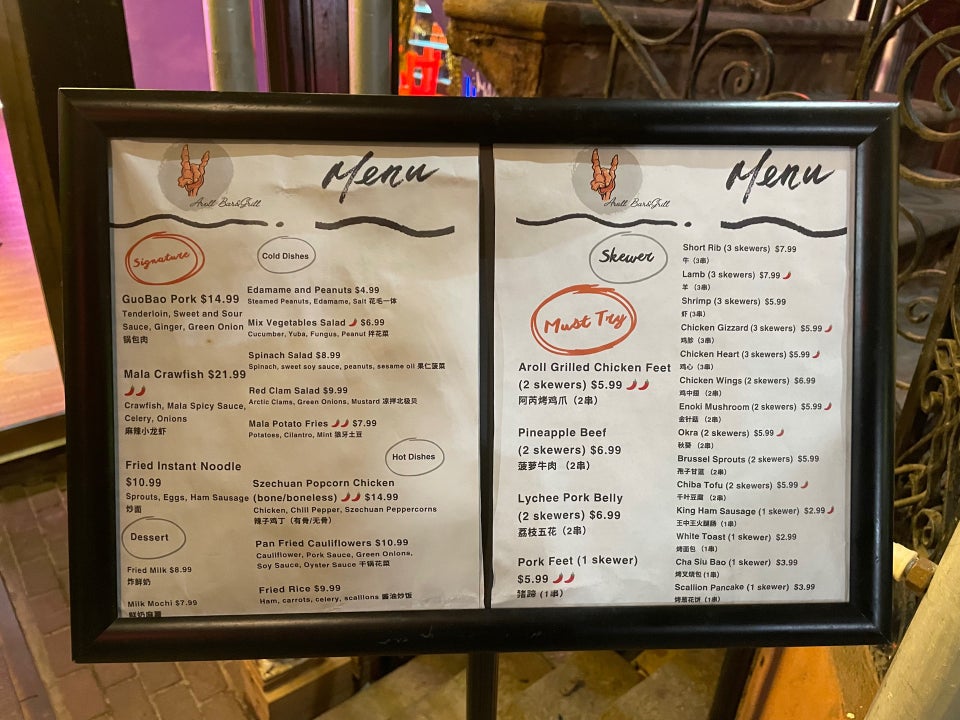 Menu
Aroll Bar&Grill
Signature
GuoBao Pork $14.99
Tenderloin, Sweet and Sour
Sauce, Ginger, Green Onion
锅包肉
Mala Crawfish $21.99
Crawfish, Mala Spicy Sauce,
Celery, Onions
麻辣小龙虾
Fried Instant Noodle
$10.99
Sprouts, Eggs, Ham Sausage
炒面
Dessert
Fried Milk $8.99
炸鲜奶
Milk Mochi $7.99
鲜奶麻薯
Cold Dishes
Edamame and Peanuts $4.99
Steamed Peanuts, Edamame, Salt 花毛一体
Mix Vegetables Salad $6.99
Cucumber, Yuba, Fungus, Peanut 拌花菜
Spinach Salad $8.99
Spinach, sweet soy sauce, peanuts, sesame oil 果仁菠菜
Red Clam Salad $9.99
Arctic Clams, Green Onions, Mustard 凉拌北极贝
Mala Potato Fries $7.99
Potatoes, Cilantro, Mint 狼牙土豆
Hot Dishes
Szechuan Popcorn Chicken
(bone/boneless) $14.99
Chicken, Chill Pepper, Szechuan Peppercorns
辣子鸡丁（有骨/无骨）
Pan Fried Cauliflowers $10.99
Cauliflower, Pork Sauce, Green Onions,
Soy Sauce, Oyster Sauce 干锅花菜
Fried Rice $9.99
Ham, carrots, celery, scallions 酱油炒饭
Menu
Aroll Bar&Grill
Skewer
Must Try
Aroll Grilled Chicken Feet
(2 skewers) $5.99
阿芮烤鸡爪（2串）
Pineapple Beef
(2 skewers) $6.99
菠萝牛肉 （2串）
Lychee Pork Belly
(2 skewers) $6.99
荔枝五花（2串）
Pork Feet (1 skewer)
$5.99
猪蹄 (1串）
Short Rib (3 skewers) $7.99
牛 （3串）
Lamb (3 skewers) $7.99
羊 （3串）
Shrimp (3 skewers) $5.99
虾 (3串）
Chicken Gizzard (3 skewers) $5.99
鸡胗 （3串）
Chicken Heart (3 skewers) $5.99
鸡心 （3串）
Chicken Wings (2 skewers) $6.99
鸡中翅 （2串）
Enoki Mushroom (2 skewers) $5.99
金针菇 （2串）
Okra (2 skewers) $5.99
秋葵 （2串）
Brussel Sprouts (2 skewers) $5.99
孢子甘蓝 （2串）
Chiba Tofu (2 skewers) $5.99
千叶豆腐 （2串）
King Ham Sausage (1 skewer) $2.99
王中王火腿肠 （1串）
White Toast (1 skewer) $2.99
烤面包 （1串）
Cha Siu Bao (1 skewer) $3.99
烤叉烧包 (1串）
Scallion Pancake (1 skewer) $3.99
烤葱花饼（1串）